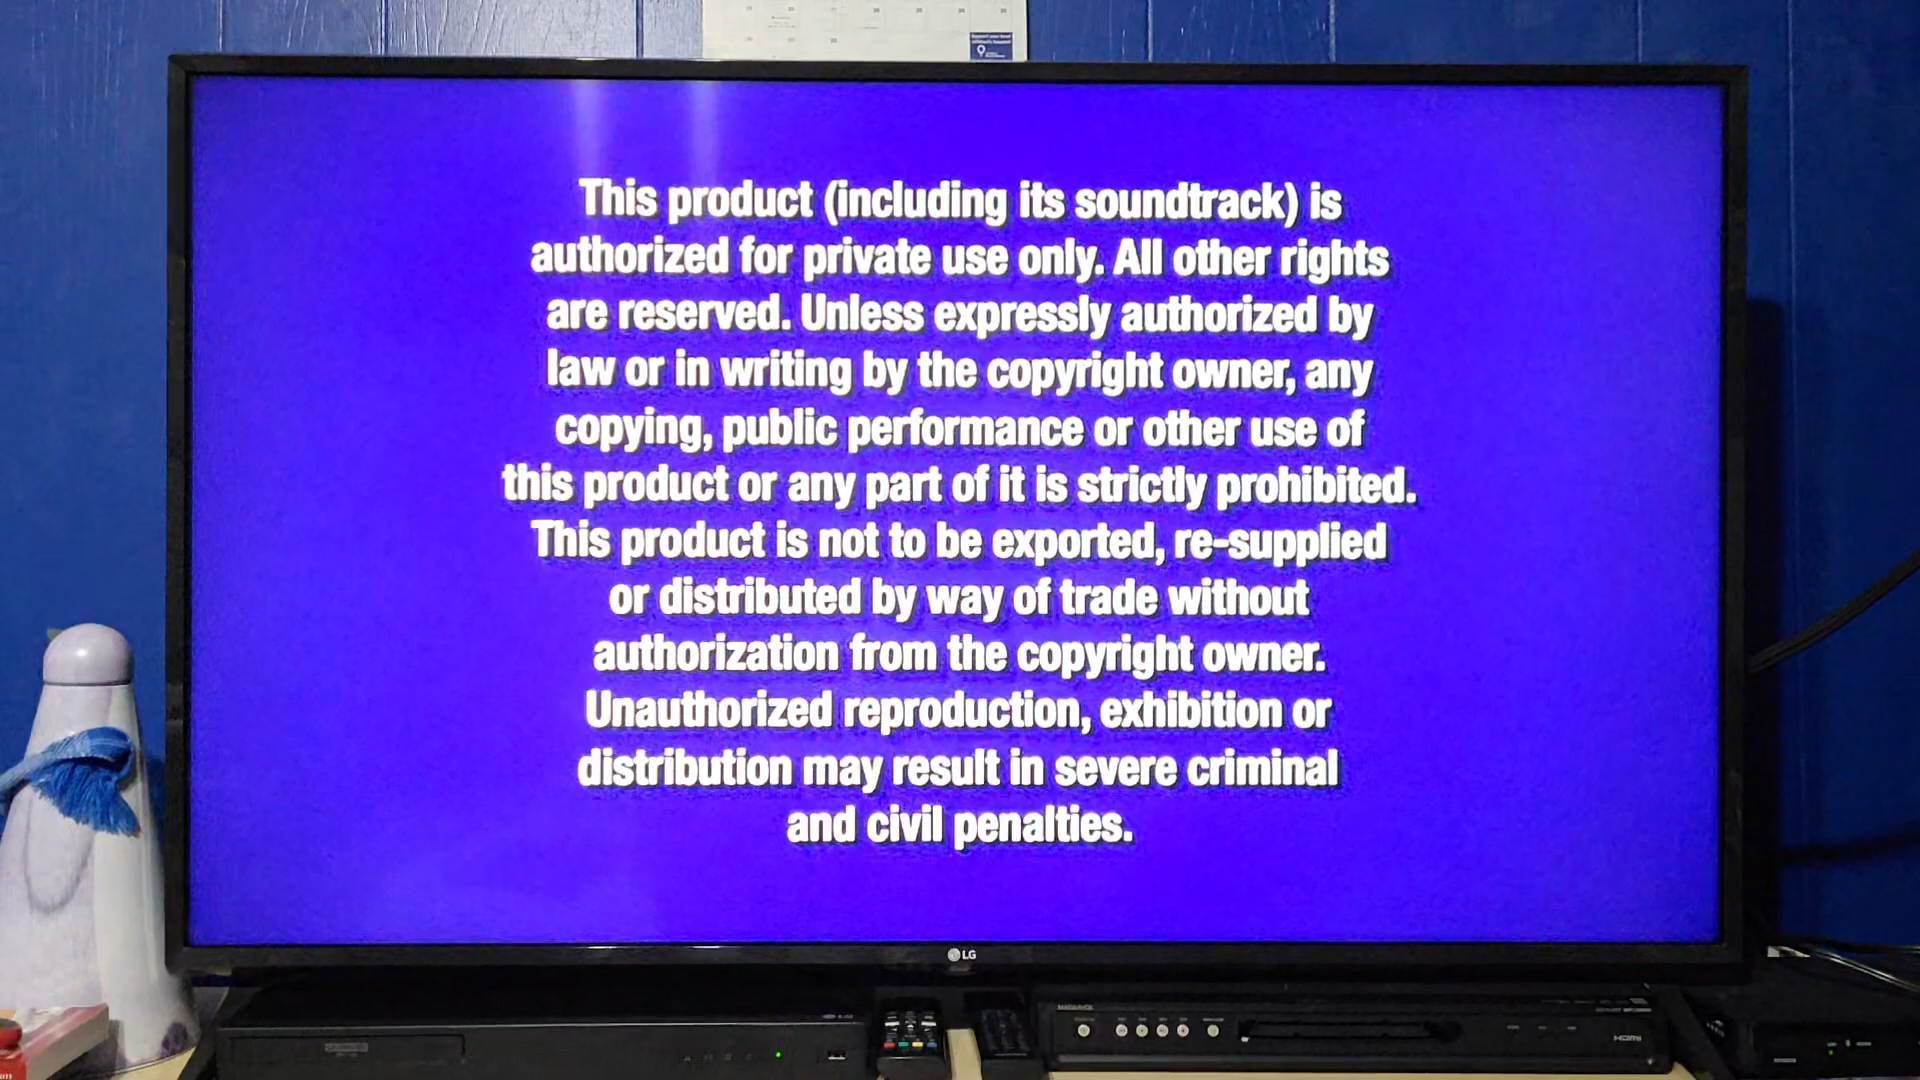 This product (including its soundtrack) is
authorized for private use only. All other rights
are reserved. Unless expressly authorized by
law or in writing by the copyright owner, any
copying, public performance or other use of
this product or any part of it is strictly prohibited.
This product is not to be exported, re-supplied
or distributed by way of trade without
authorization from the copyright owner.
Unauthorized reproduction, exhibition or
distribution may result in severe criminal
and civil penalties.
LG
MAGNAVOX
HDMI